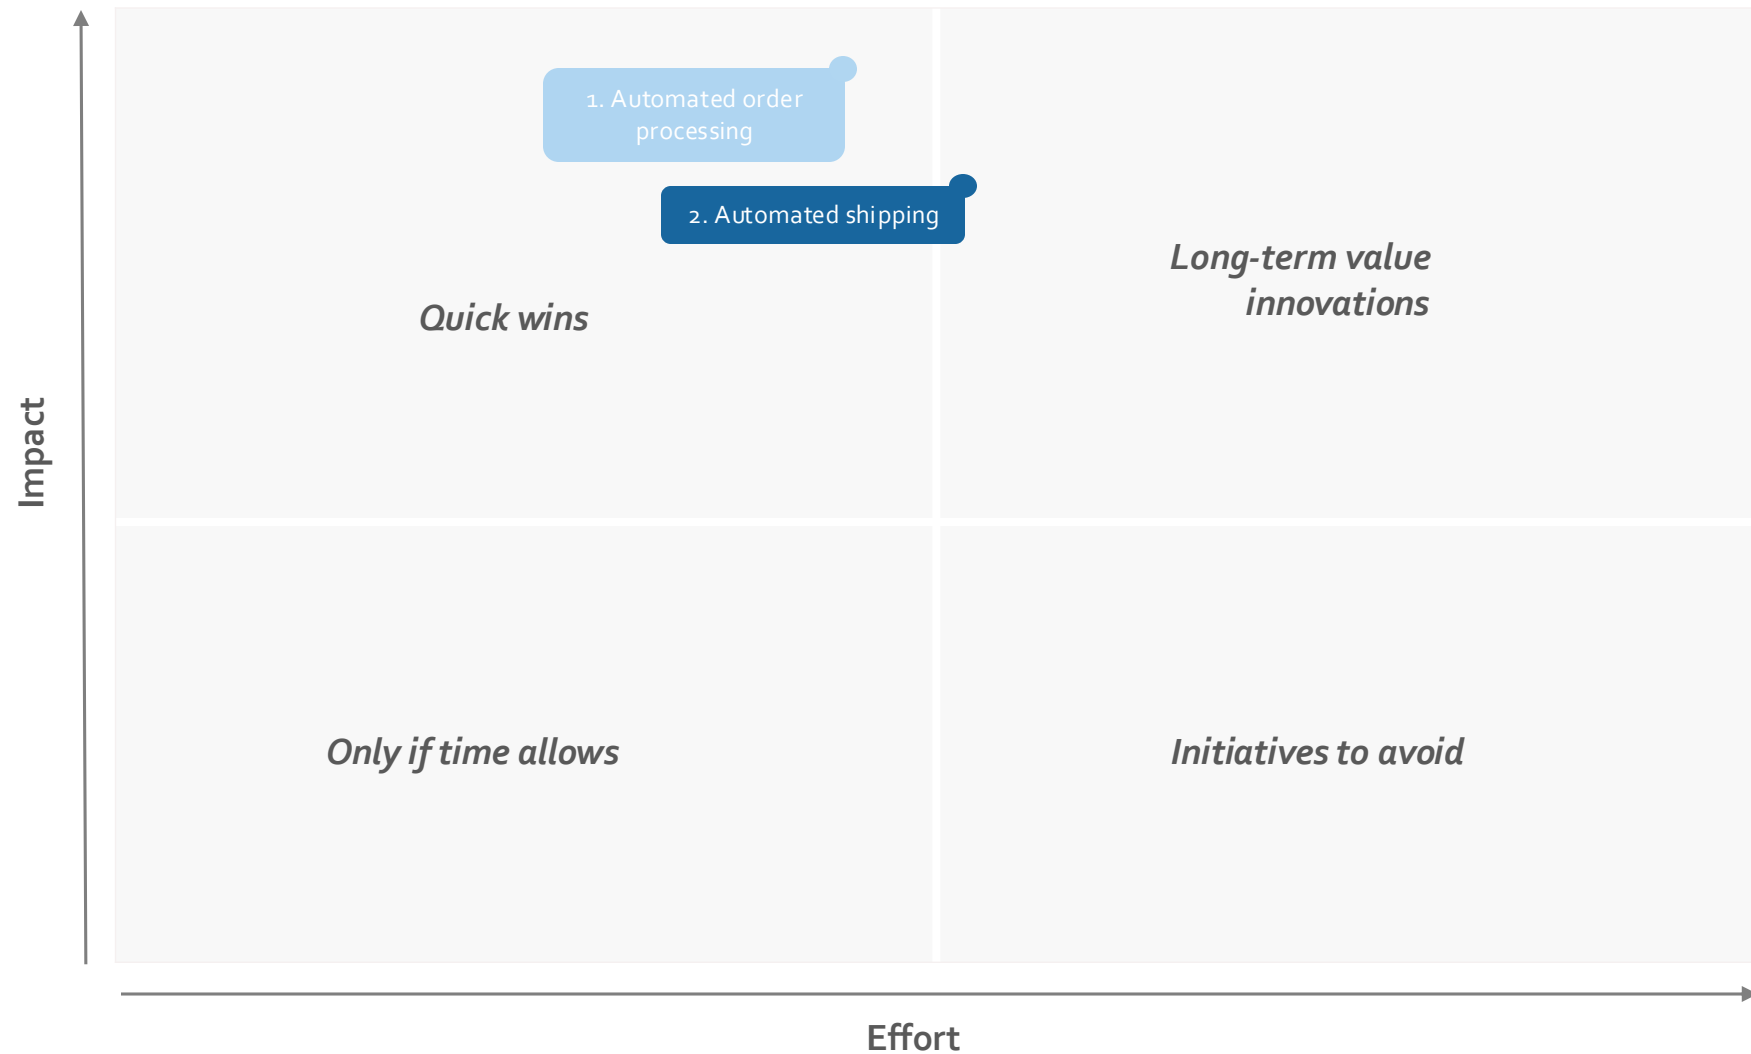 1. Automated order
processing
2. Automated shipping
Long-term value
innovations
Quick wins
Impact
Only if time allows
Initiatives to avoid
Effort